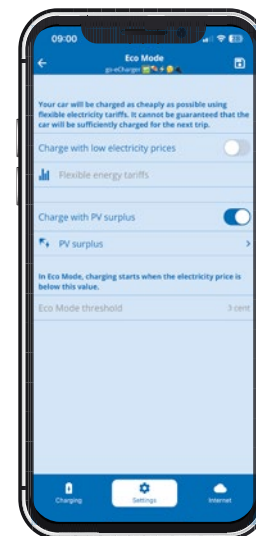 09:00
Eco Mode
go-eCharger
Your car will be charged as cheaply as possible using
flexible electricity tariffs. It cannot be guaranteed that the
car will be sufficiently charged for the next trip.
Charge with low electricity prices
Flexible energy tariffs
Charge with PV surplus
PV surplus
In Eco Mode, charging starts when the electricity price is
below this value.
Eco Mode threshold 3 cent
Charging Settings Internet